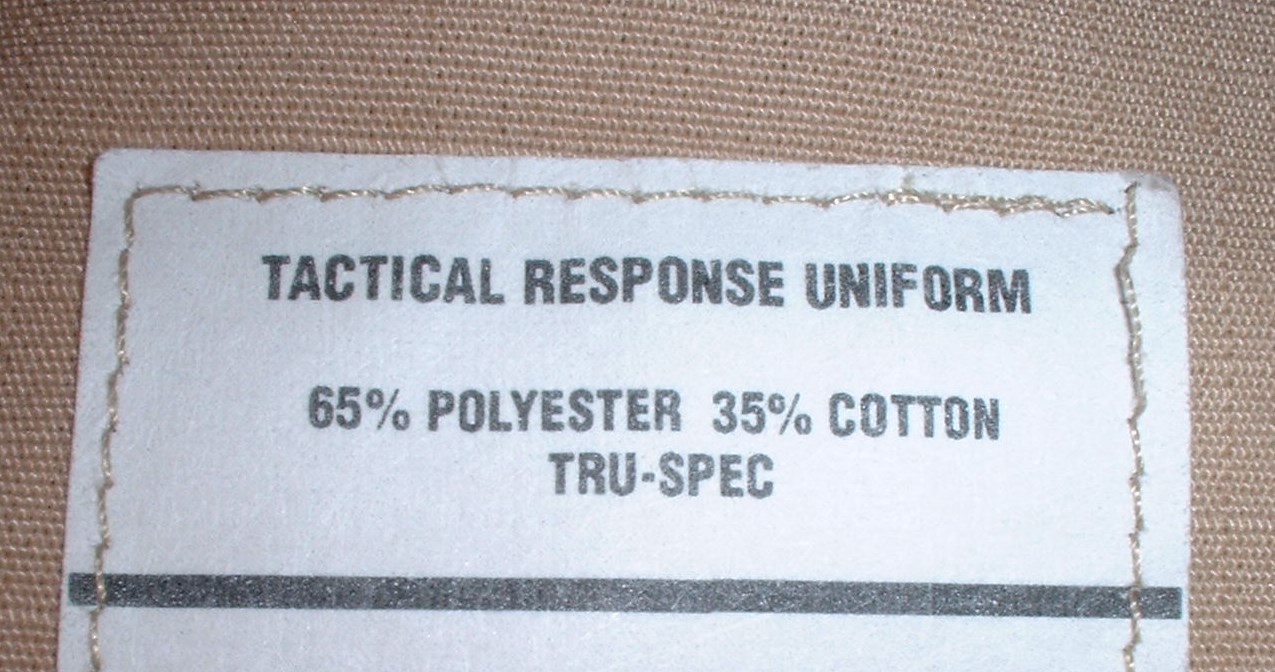 TACTICAL RESPONSE UNIFORM
65% POLYESTER 35% COTTON
TRU-SPEC